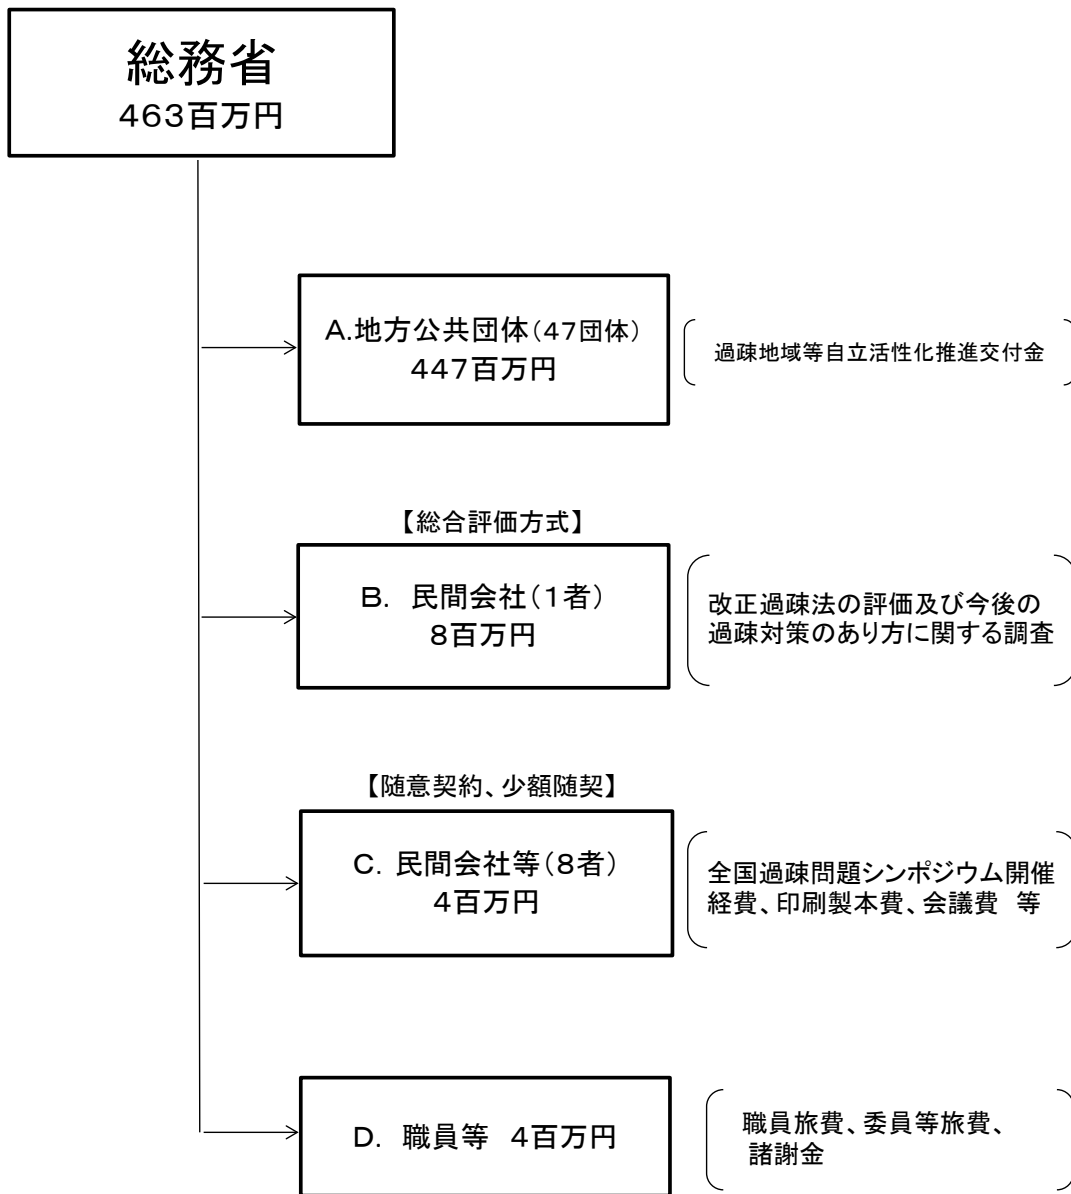 総務省
463百万円
A.地方公共団体(47団体)
447百万円
過疎地域等自立活性化推進交付金
【総合評価方式】
B. 民間会社(1者)
8百万円
改正過疎法の評価及び今後の
過疎対策のあり方に関する調査
【随意契約、少額随契】
C. 民間会社等(8者)
4百万円
全国過疎問題シンポジウム開催
経費、印刷製本費、会議費 等
D. 職員等 4百万円
職員旅費、委員等旅費、
諸謝金